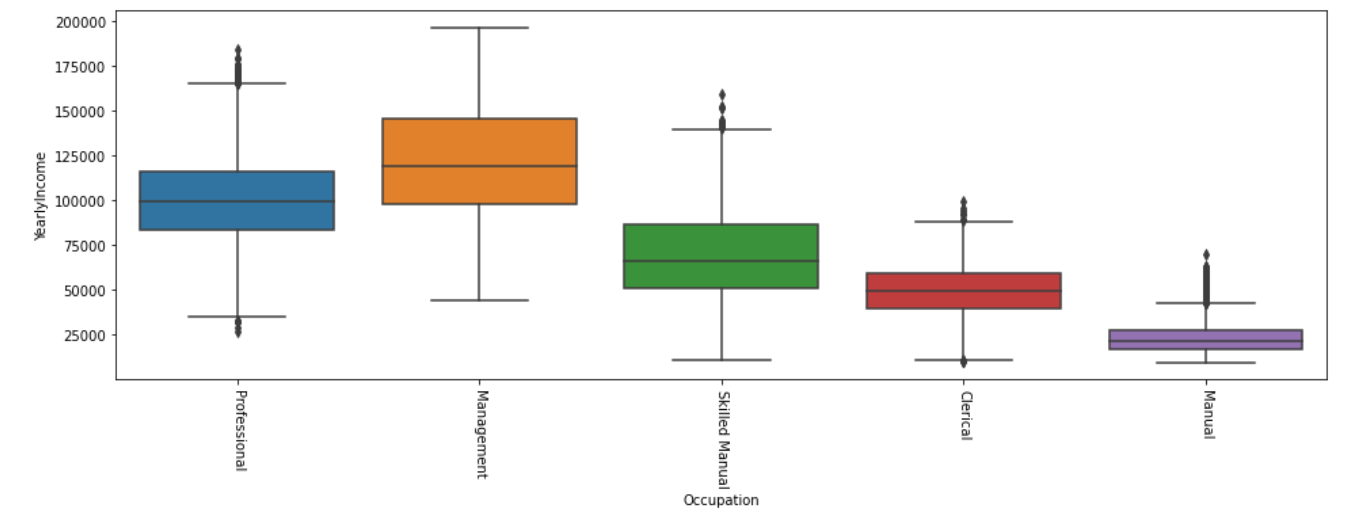 200000
175000
150000
125000
100000
75000
50000
25000
YearlyIncome
Professional
Management
Skilled Manual
Clerical
Manual
Occupation